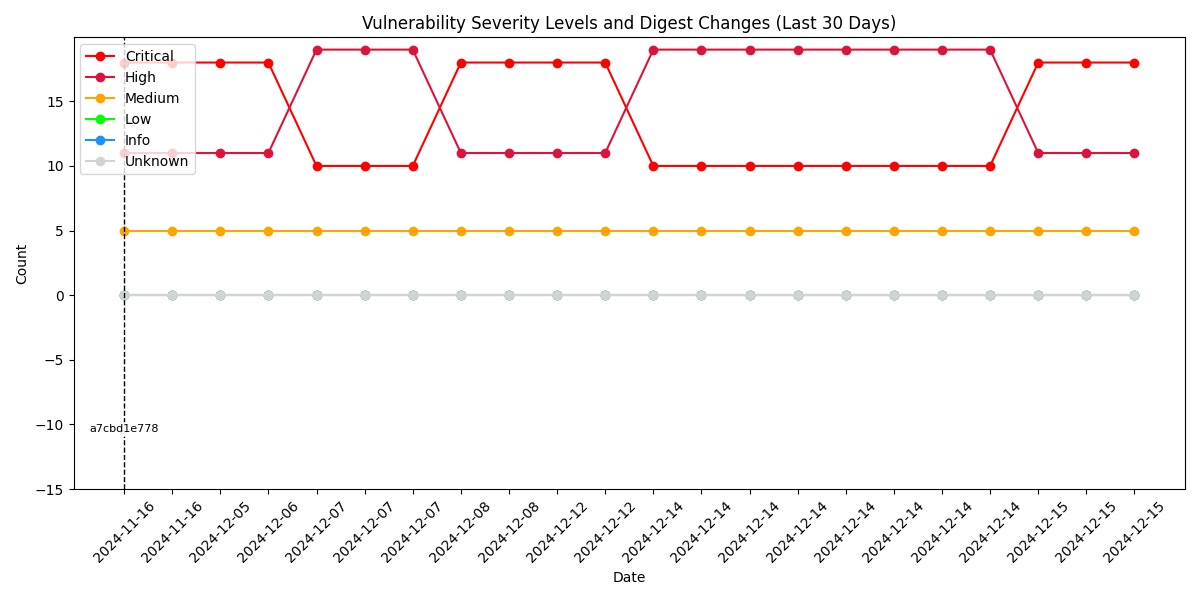 Vulnerability Severity Levels and Digest Changes (Last 30 Days)
Critical
High
Medium
Low
Info
Unknown
Count
15
10
5
0
−5
−10
−15
a7cbd1e778
2024-11-16
2024-11-16
2024-12-05
2024-12-06
2024-12-07
2024-12-07
2024-12-07
2024-12-08
2024-12-08
2024-12-12
2024-12-12
2024-12-14
2024-12-14
2024-12-14
2024-12-14
2024-12-14
2024-12-14
2024-12-14
2024-12-14
2024-12-15
2024-12-15
2024-12-15
Date